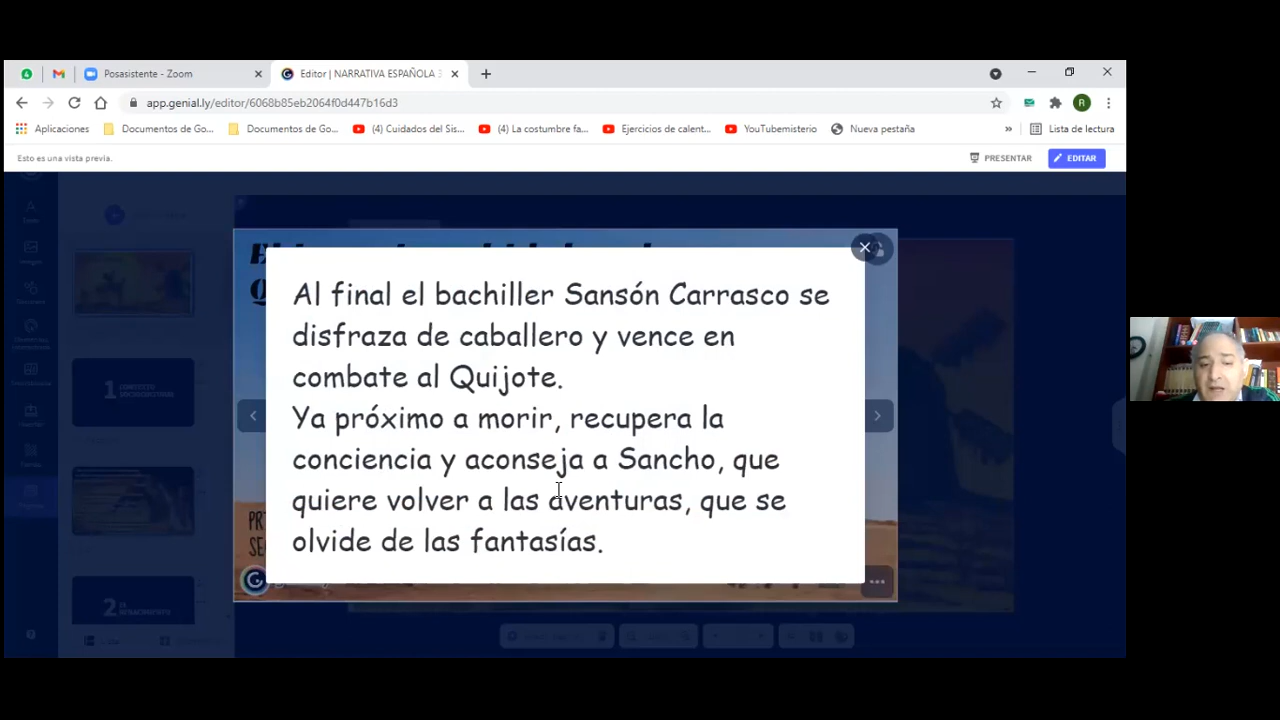 Posasistente - Zoom
Editor | NARRATIVA ESPAÑOLA
app.genial.ly/editor/6068b85eb2064f0d447b16d3
Aplicaciones
Documentos de Go...
Documentos de Go...
(4) Cuidados del Sis...
(4) La costumbre fa...
Ejercicios de calent...
YouTubemisterio
Nueva pestaña
»
Lista de lectura
Esto es una vista previa.
PRESENTAR
EDITAR
Al final el bachiller Sansón Carrasco se
disfraza de caballero y vence en
combate al Quijote.
Ya próximo a morir, recupera la
conciencia y aconseja a Sancho, que
quiere volver a las aventuras, que se
olvide de las fantasías.
1
2